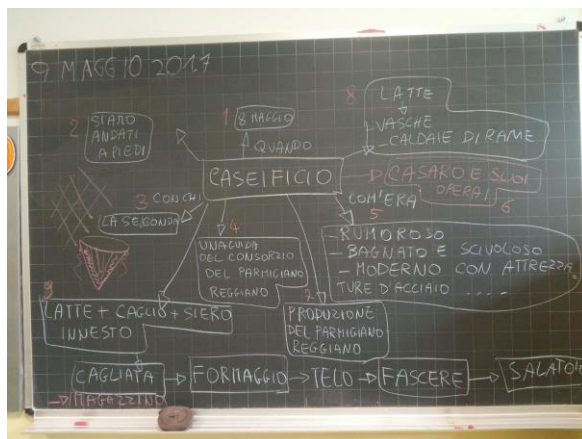 9 MAGGIO 2017
2 SIAMO
ANDATI
A PIEDI
1 8 MAGGIO
QUANDO
8 LATTE
- VASCHE
- CALDAIE DI RAME
CASEIFICIO
CASARO E SUOI
OPERAI
6
3 CON CHI
LA SECONDA
4
UNA GUIDA
DEL CONSORZIO
DEL PARMIGIANO
REGGIANO
COM'ERA
5
- RUMOROSO
- BAGNATO E SCIVOLOSO
- MODERNO CON ATTREZZA
TURE D'ACCIAIO .....
9
LATTE + CAGLIO + SIERO
INNESTO
7
PRODUZIONE
DEL PARMIGIANO
REGGIANO
CAGLIATA
FORMAGGIO
TELO
FASCERE
MAGAZZINO